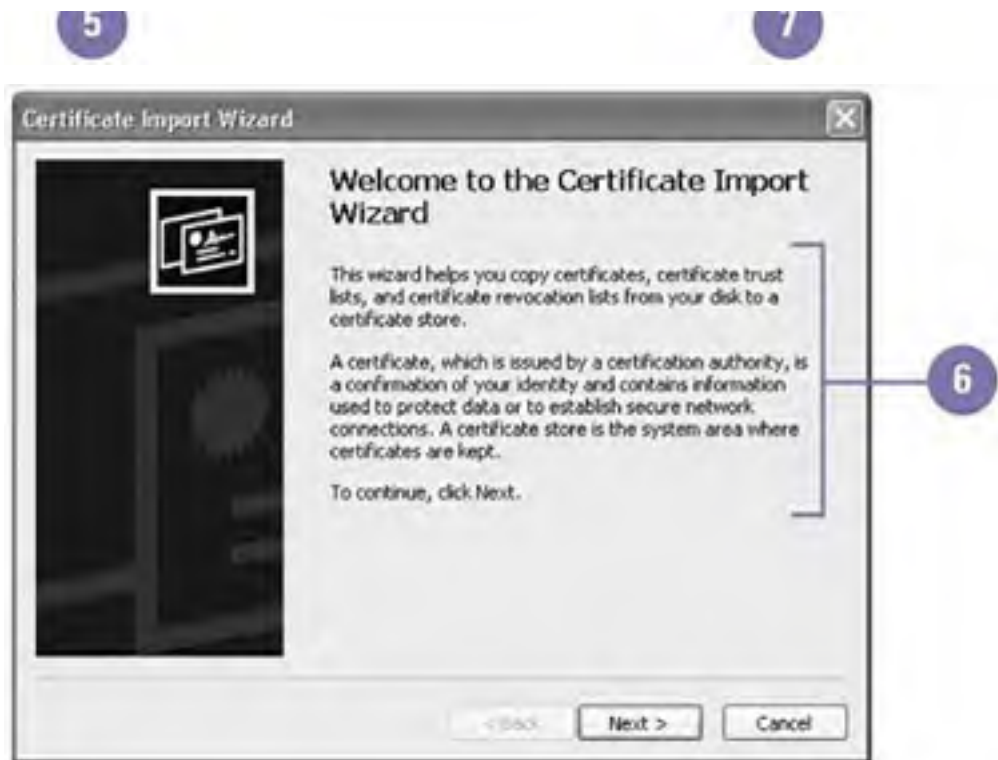 5 7
Certificate Import Wizard
Welcome to the Certificate Import
Wizard
This wizard helps you copy certificates, certificate trust
lists, and certificate revocation lists from your disk to a
certificate store.
A certificate, which is issued by a certification authority, is
a confirmation of your identity and contains information
used to protect data or to establish secure network
connections. A certificate store is the system area where
certificates are kept.
To continue, click Next.
6
< Back Next > Cancel